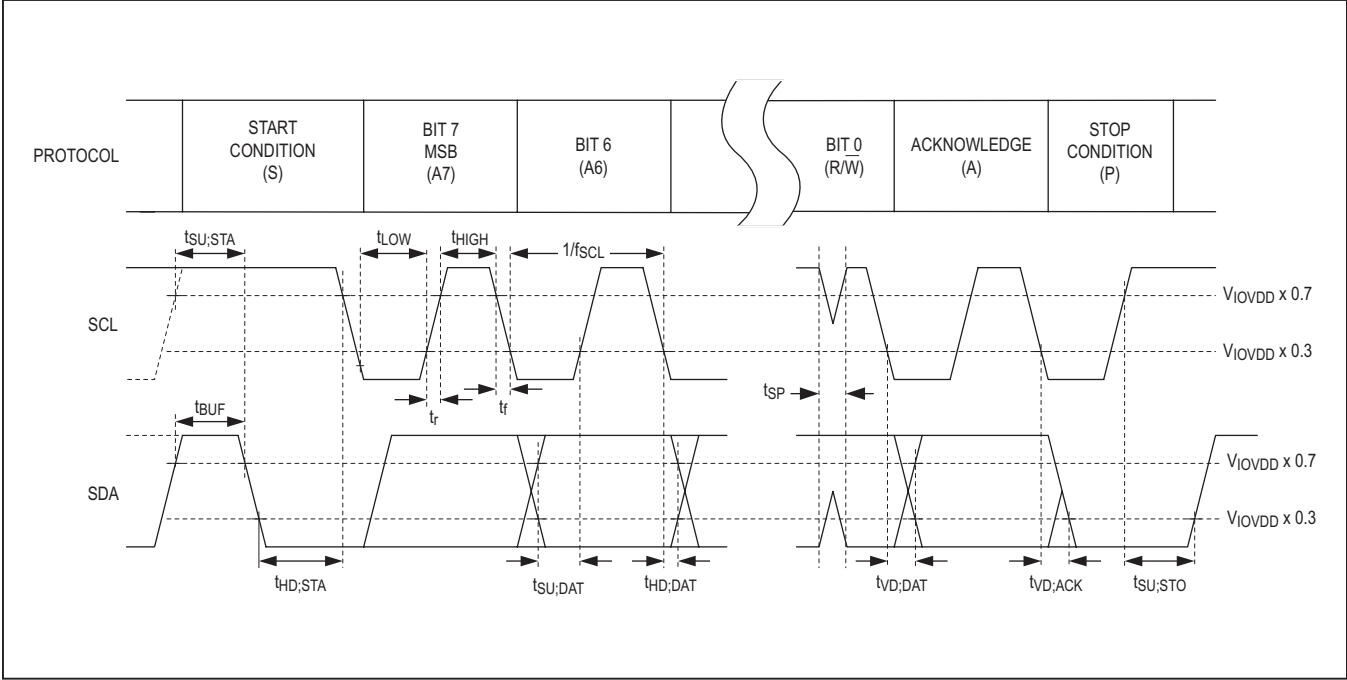 PROTOCOL
START
CONDITION
(S)
BIT 7
MSB
(A7)
BIT 6
(A6)
BIT 0
(R/W̅)
ACKNOWLEDGE
(A)
STOP
CONDITION
(P)
tSU;STA
tLOW
tHIGH
1/fSCL
SCL
VIOVDD x 0.7
VIOVDD x 0.3
tBUF
tr
tf
tSP
SDA
VIOVDD x 0.7
VIOVDD x 0.3
tHD;STA
tSU;DAT
tHD;DAT
tVD;DAT
tVD;ACK
tSU;STO